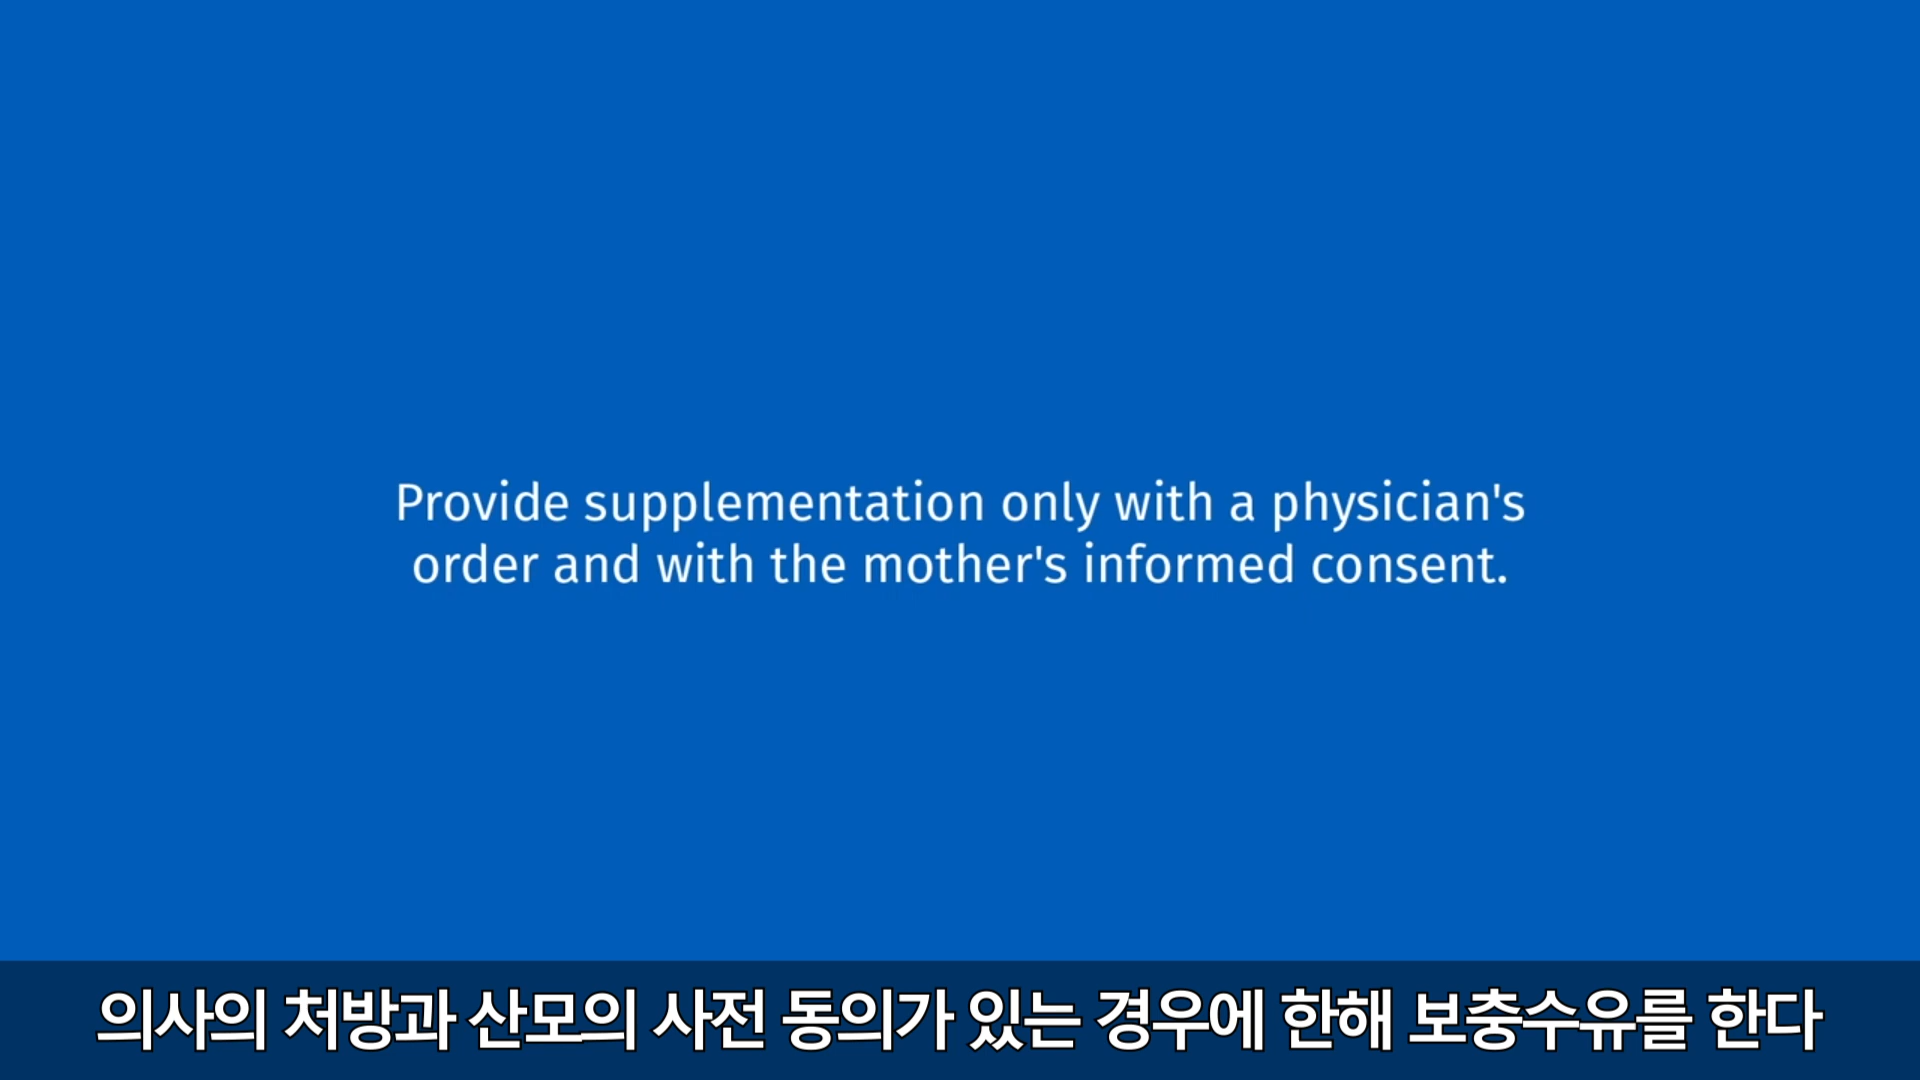 Provide supplementation only with a physician's
order and with the mother's informed consent.
의사의 처방과 산모의 사전 동의가 있는 경우에 한해 보충수유를 한다